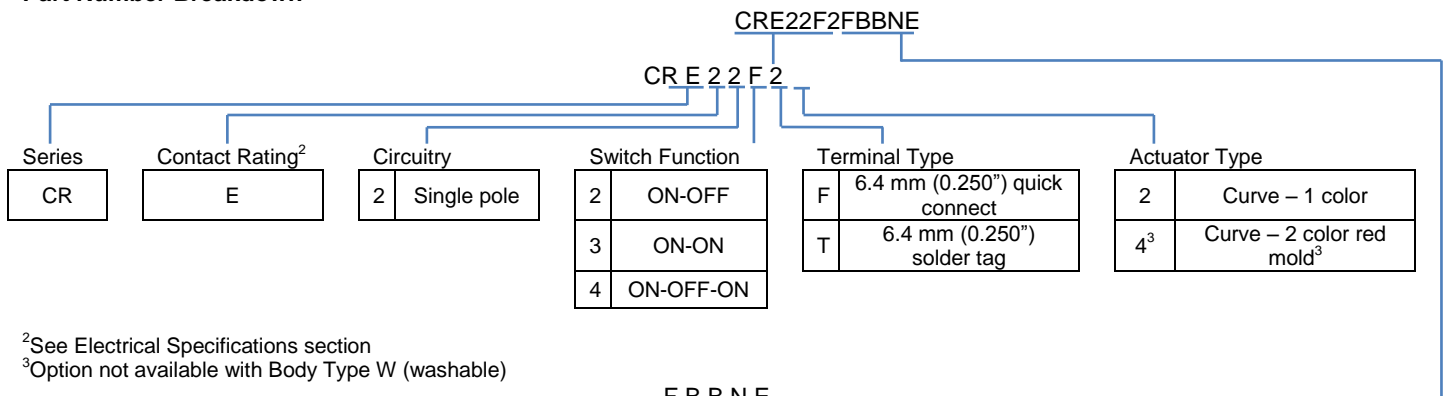 CRE22F2FBBNE
CR E 2 2 F 2
Series
CR
Contact Rating2
E
Circuitry
2 Single pole
Switch Function
2 ON-OFF
3 ON-ON
4 ON-OFF-ON
Terminal Type
F 6.4 mm (0.250”) quick
connect
T 6.4 mm (0.250”)
solder tag
Actuator Type
2 Curve – 1 color
43 Curve – 2 color red
mold3
2See Electrical Specifications section
3Option not available with Body Type W (washable)